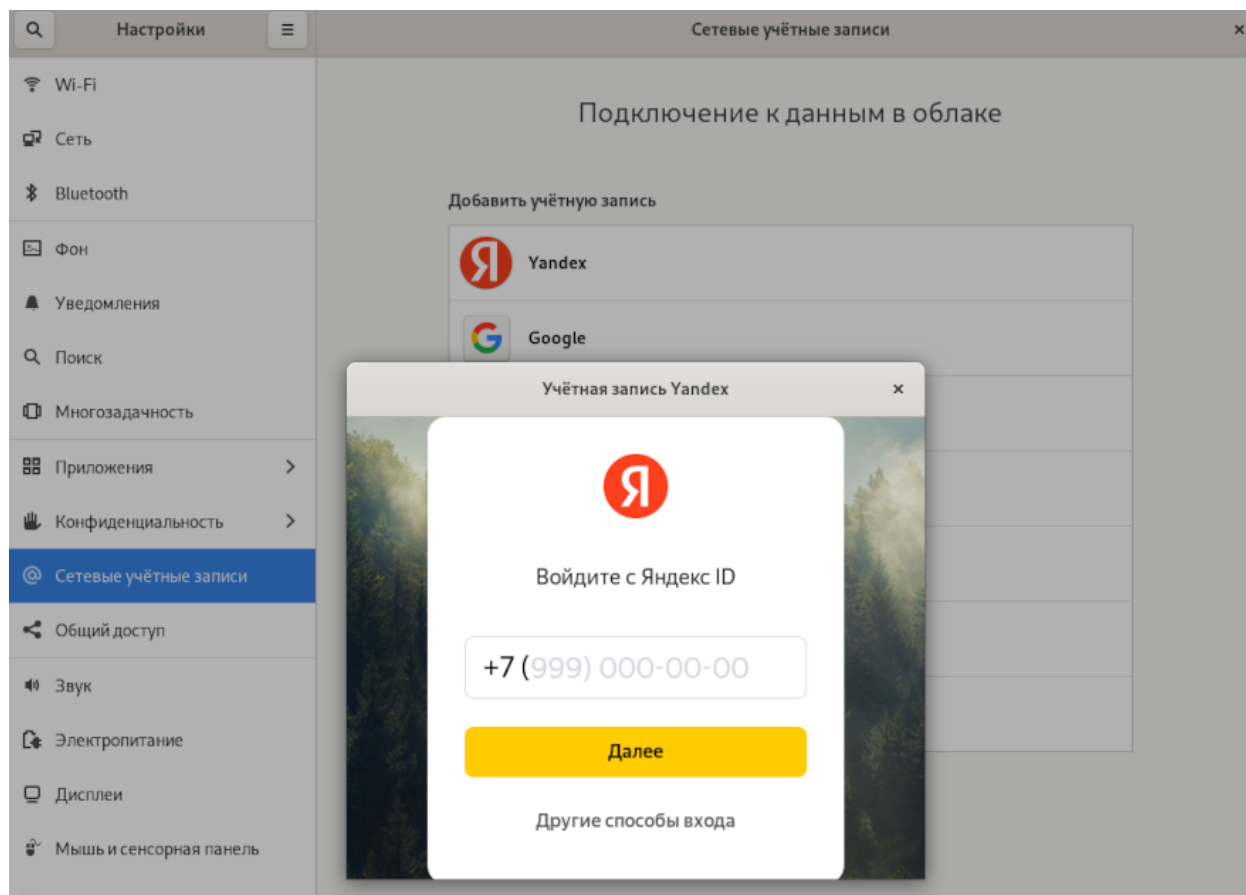 Настройки
Сетевые учётные записи
Wi-Fi
Сеть
Bluetooth
Фон
Уведомления
Поиск
Многозадачность
Приложения
Конфиденциальность
Сетевые учётные записи
Общий доступ
Звук
Электропитание
Дисплеи
Мышь и сенсорная панель
Подключение к данным в облаке
Добавить учётную запись
Я
Yandex
G
Google
Учётная запись Yandex
Я
Войдите с Яндекс ID
+7 (999) 000-00-00
Далее
Другие способы входа